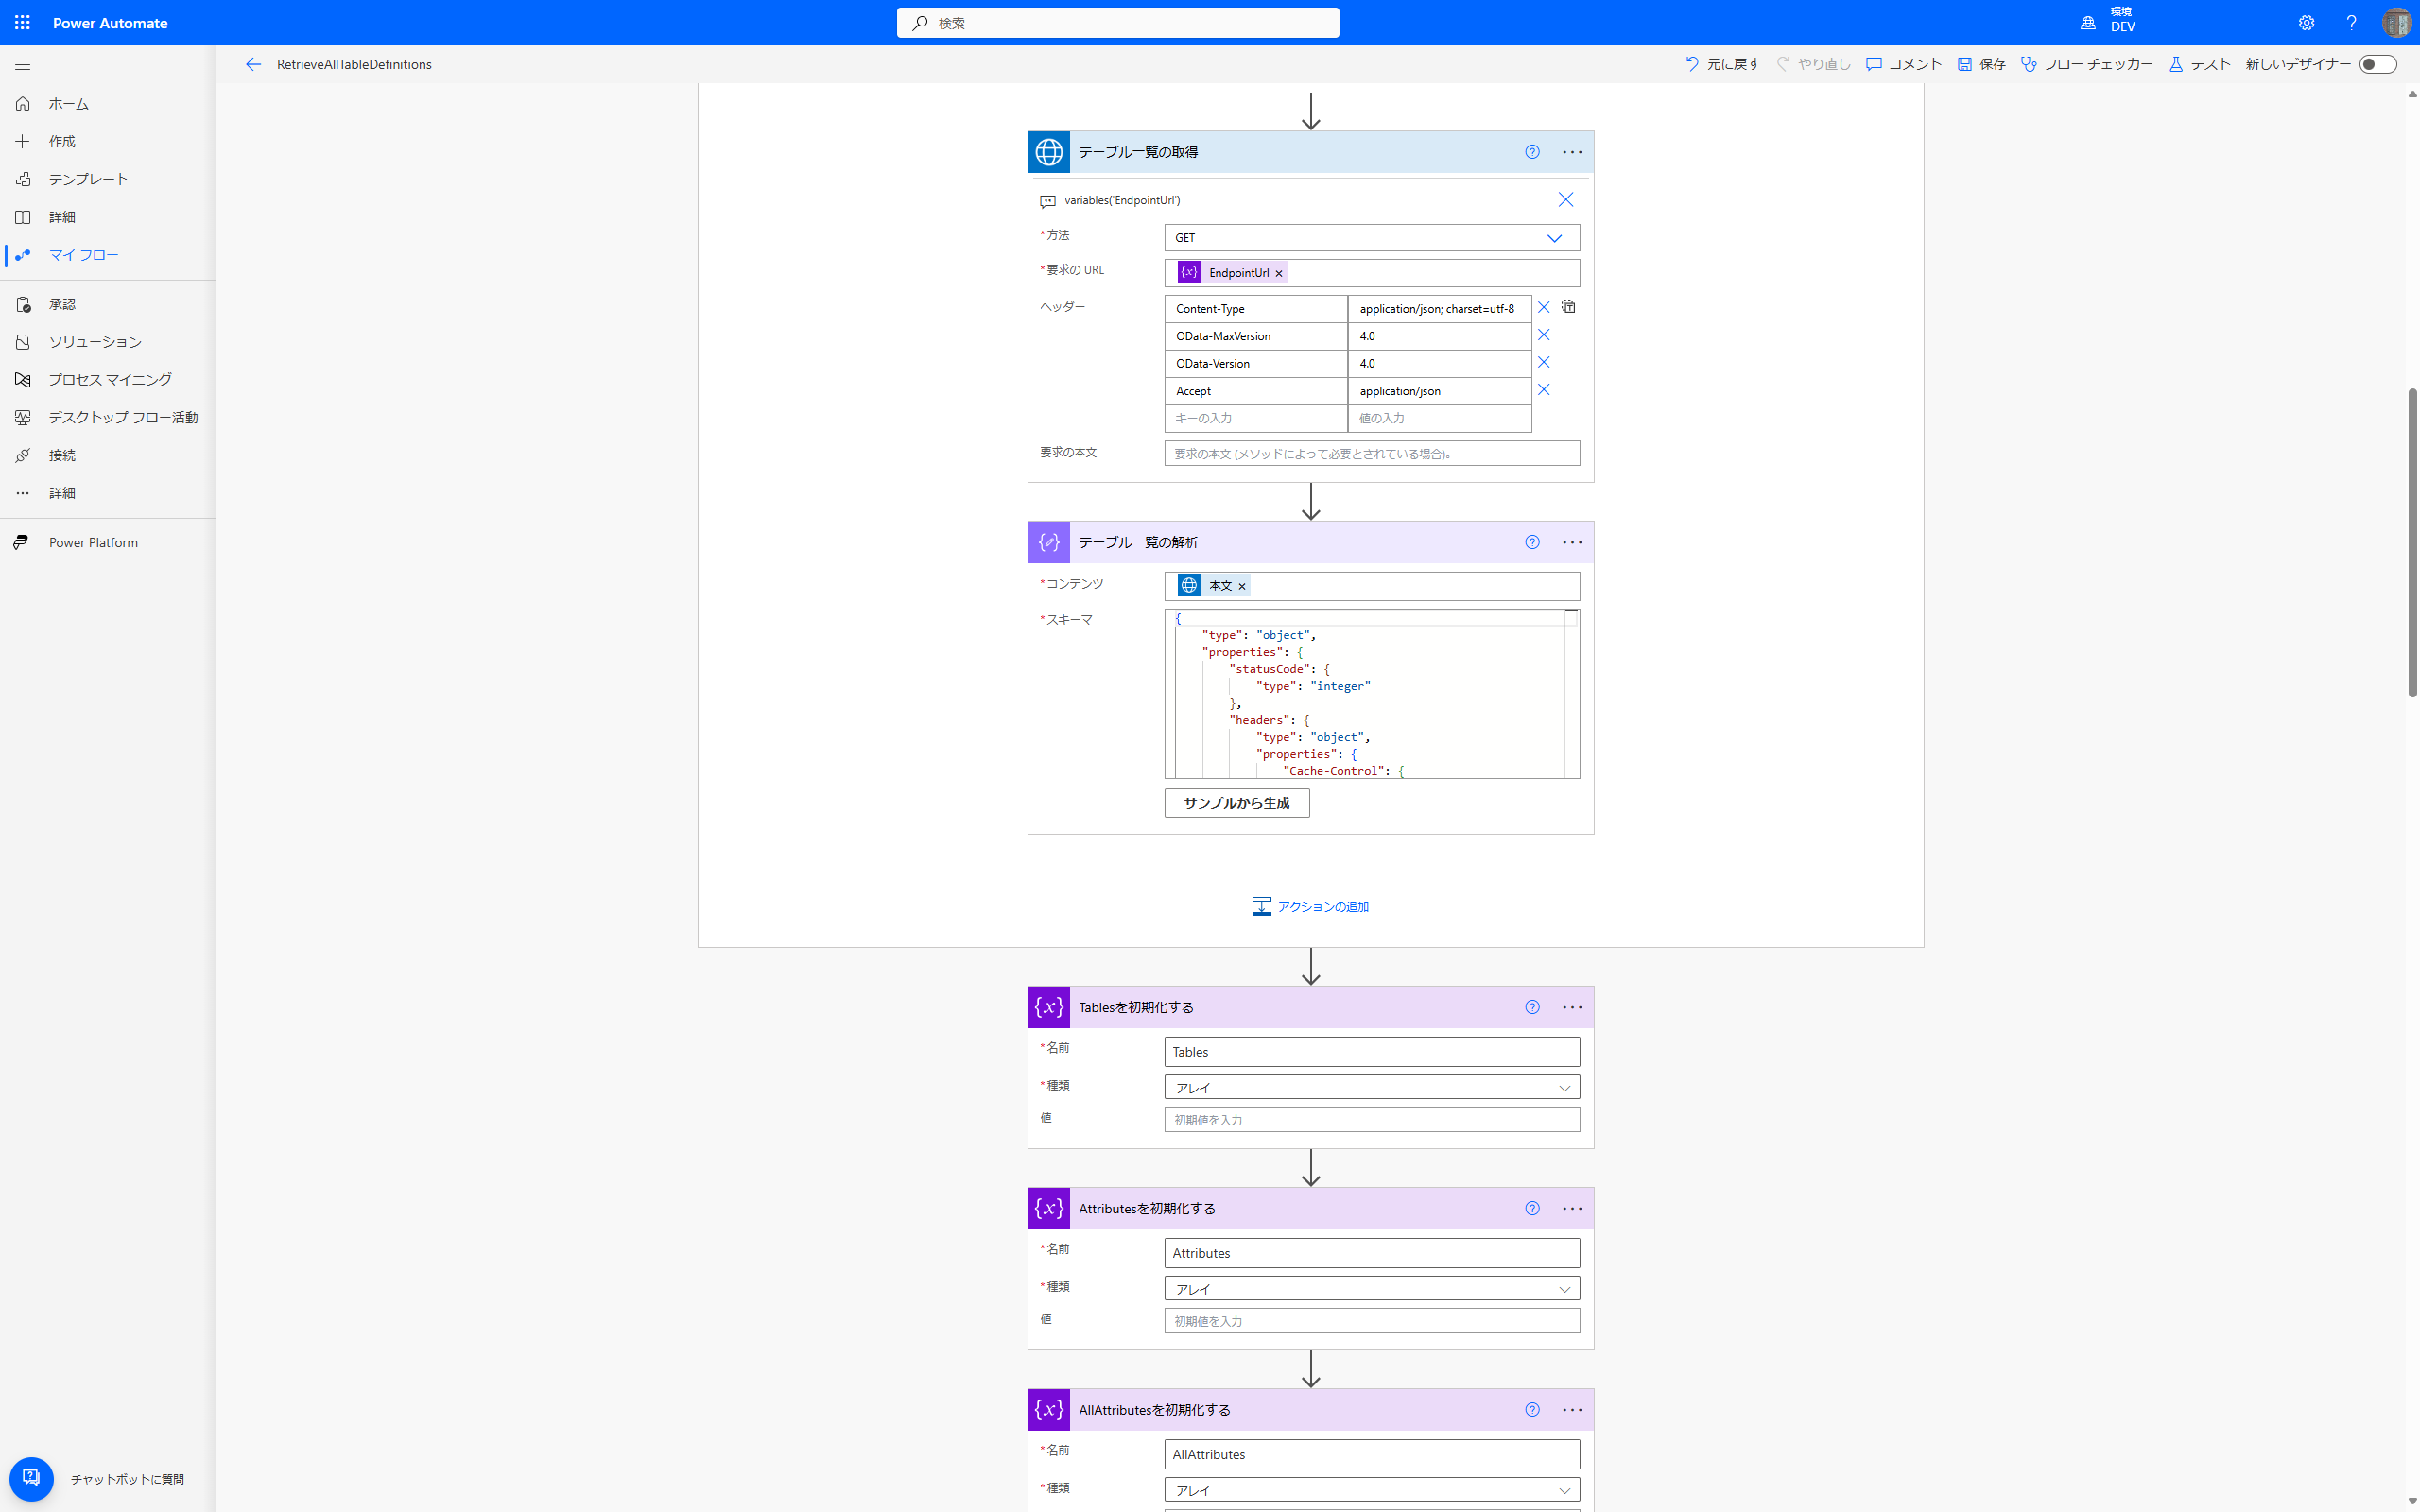 Power Automate
検索
環境
DEV
RetrieveAllTableDefinitions
元に戻す
やり直し
コメント
保存
フロー チェッカー
テスト
新しいデザイナー
ホーム
作成
テンプレート
詳細
マイ フロー
承認
ソリューション
プロセス マイニング
デスクトップ フロー活動
接続
詳細
Power Platform
チャットボットに質問
テーブル一覧の取得
variables('EndpointUrl')
*方法
GET
*要求の URL
{x} EndpointUrl ×
ヘッダー
Content-Type application/json; charset=utf-8
OData-MaxVersion 4.0
OData-Version 4.0
Accept application/json
キーの入力 値の入力
要求の本文
要求の本文 (メソッドによって必要とされている場合)。
テーブル一覧の解析
*コンテンツ
本文 ×
*スキーマ
{
"type": "object",
"properties": {
"statusCode": {
"type": "integer"
},
"headers": {
"type": "object",
"properties": {
"Cache-Control": {
サンプルから生成
アクションの追加
{x} Tablesを初期化する
*名前
Tables
*種類
アレイ
値
初期値を入力
{x} Attributesを初期化する
*名前
Attributes
*種類
アレイ
値
初期値を入力
{x} AllAttributesを初期化する
*名前
AllAttributes
*種類
アレイ